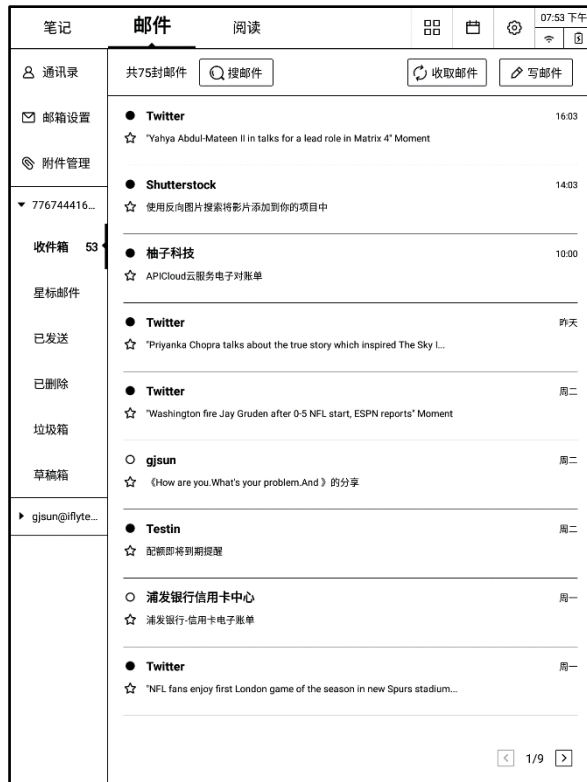 笔记
邮件
阅读
07:53 下午
通讯录
共75封邮件
搜邮件
收取邮件
写邮件
邮箱设置
附件管理
776744416...
收件箱 53
星标邮件
已发送
已删除
垃圾箱
草稿箱
gjsun@iflyte...
Twitter 16:03
"Yahya Abdul-Mateen II in talks for a lead role in Matrix 4" Moment
Shutterstock 14:03
使用反向图片搜索将影片添加到你的项目中
柚子科技 10:00
APICloud云服务电子对账单
Twitter 昨天
"Priyanka Chopra talks about the true story which inspired The Sky I...
Twitter 周二
"Washington fire Jay Gruden after 0-5 NFL start, ESPN reports" Moment
gjsun 周二
《How are you.What's your problem.And 》的分享
Testin 周二
配额即将到期提醒
浦发银行信用卡中心 周一
浦发银行-信用卡电子账单
Twitter 周一
"NFL fans enjoy first London game of the season in new Spurs stadium...
1/9